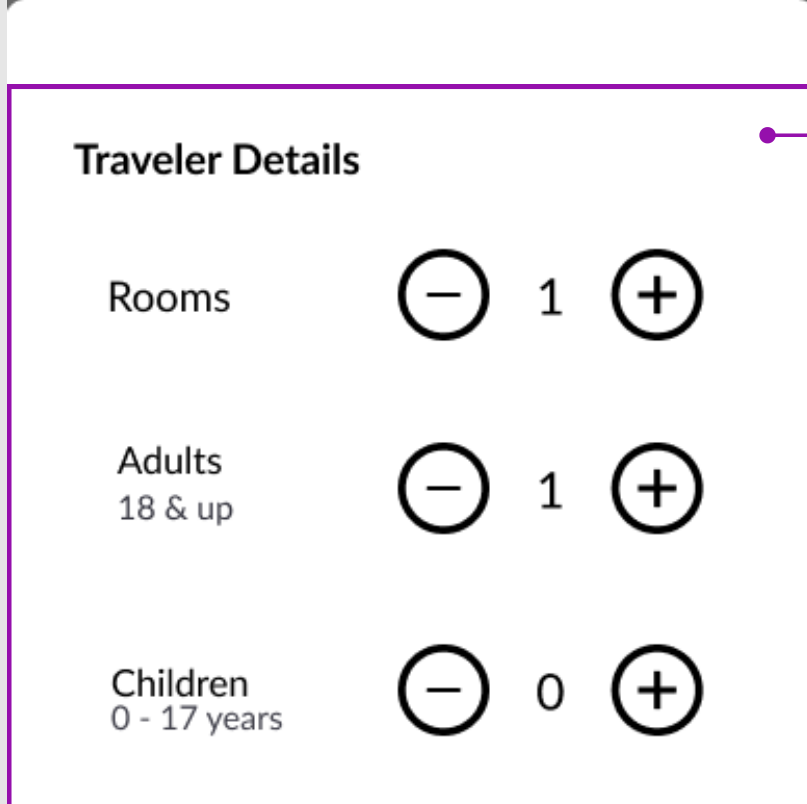 Traveler Details
Rooms 1
Adults
18 & up 1
Children
0 - 17 years 0